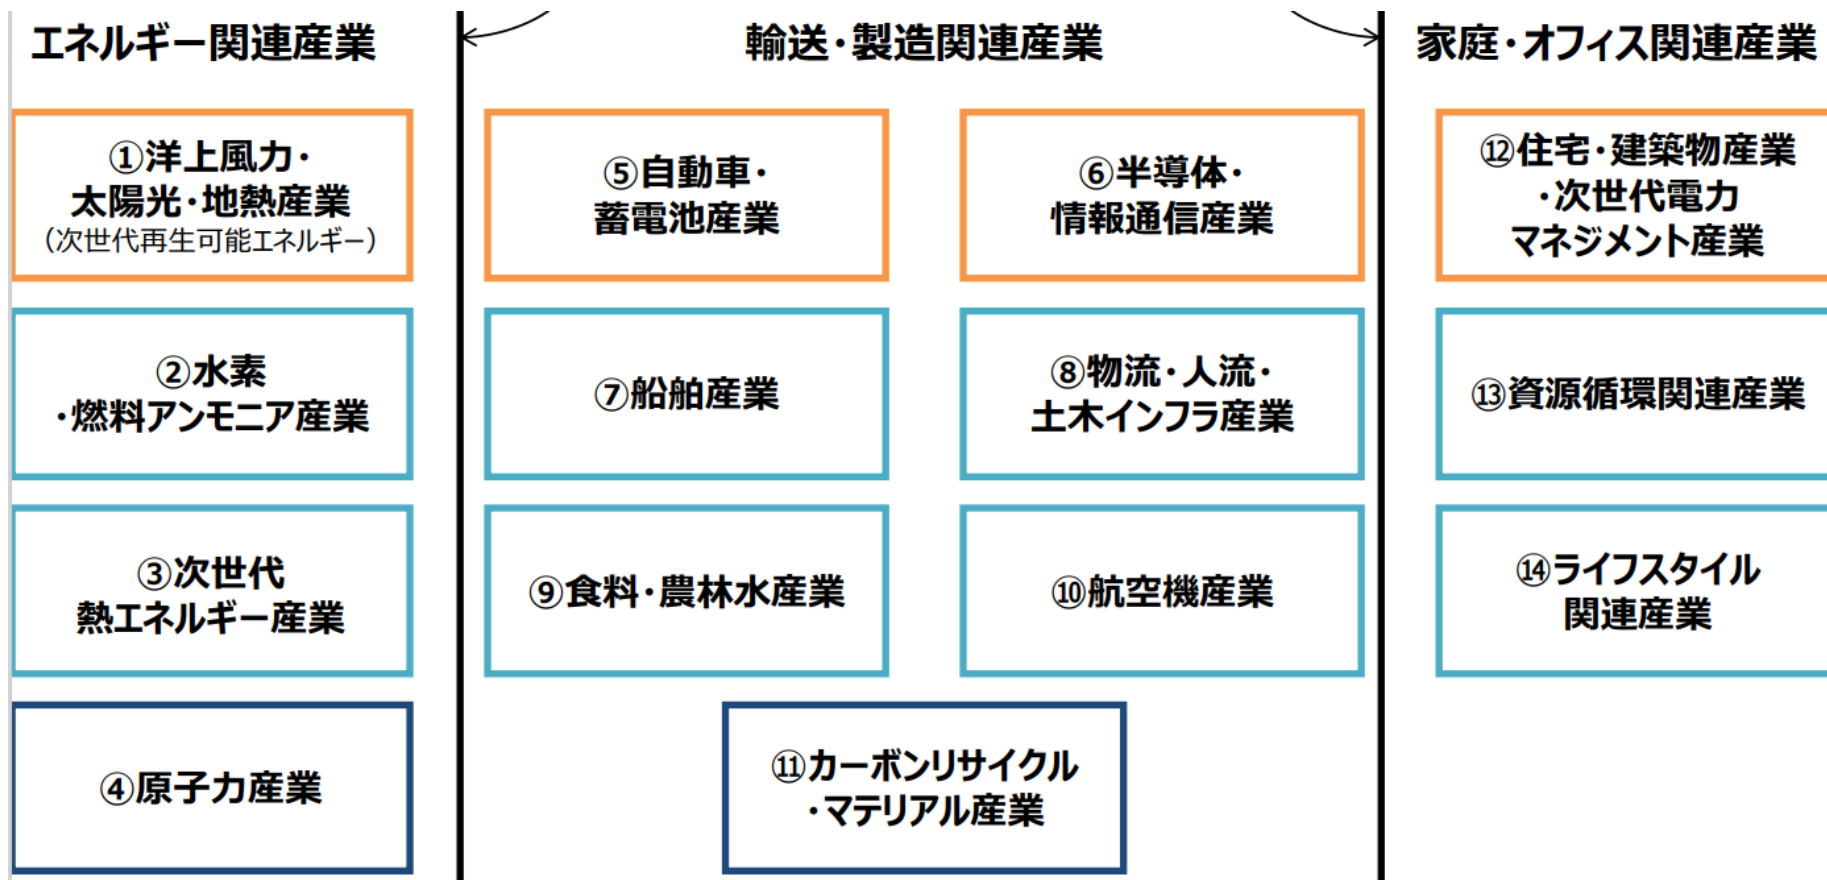 エネルギー関連産業
輸送・製造関連産業
家庭・オフィス関連産業
①洋上風力・
太陽光・地熱産業
（次世代再生可能エネルギー）
②水素
・燃料アンモニア産業
③次世代
熱エネルギー産業
④原子力産業
⑤自動車・
蓄電池産業
⑥半導体・
情報通信産業
⑦船舶産業
⑧物流・人流・
土木インフラ産業
⑨食料・農林水産業
⑩航空機産業
⑪カーボンリサイクル
・マテリアル産業
⑫住宅・建築物産業
・次世代電力
マネジメント産業
⑬資源循環関連産業
⑭ライフスタイル
関連産業